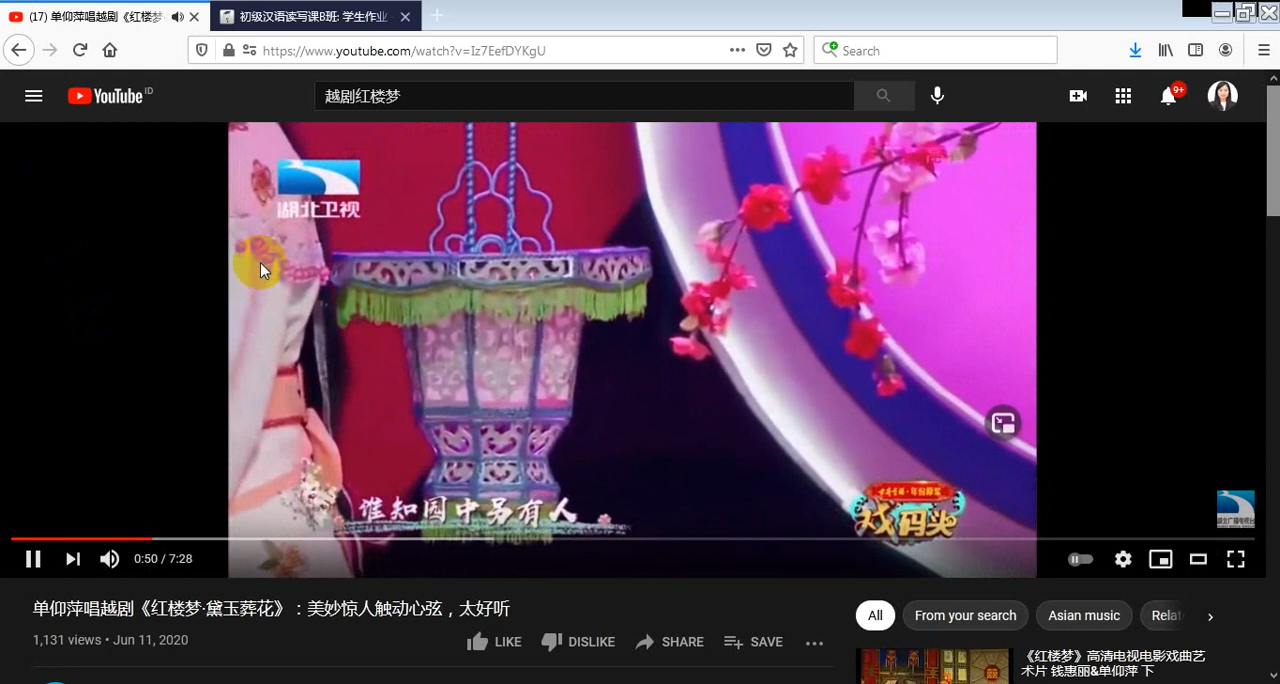 (17) 单仰萍唱越剧《红楼梦
初级汉语读写课B班: 学生作业
https://www.youtube.com/watch?v=Iz7EefDYKgU
Search
YouTube ID
越剧红楼梦
9+
湖北卫视
谁知园中另有人
戏码头
0:50 / 7:28
单仰萍唱越剧《红楼梦·黛玉葬花》：美妙惊人触动心弦，太好听
1,131 views • Jun 11, 2020
LIKE
DISLIKE
SHARE
SAVE
All
From your search
Asian music
Relat
《红楼梦》高清电视电影戏曲艺
术片 钱惠丽&单仰萍 下